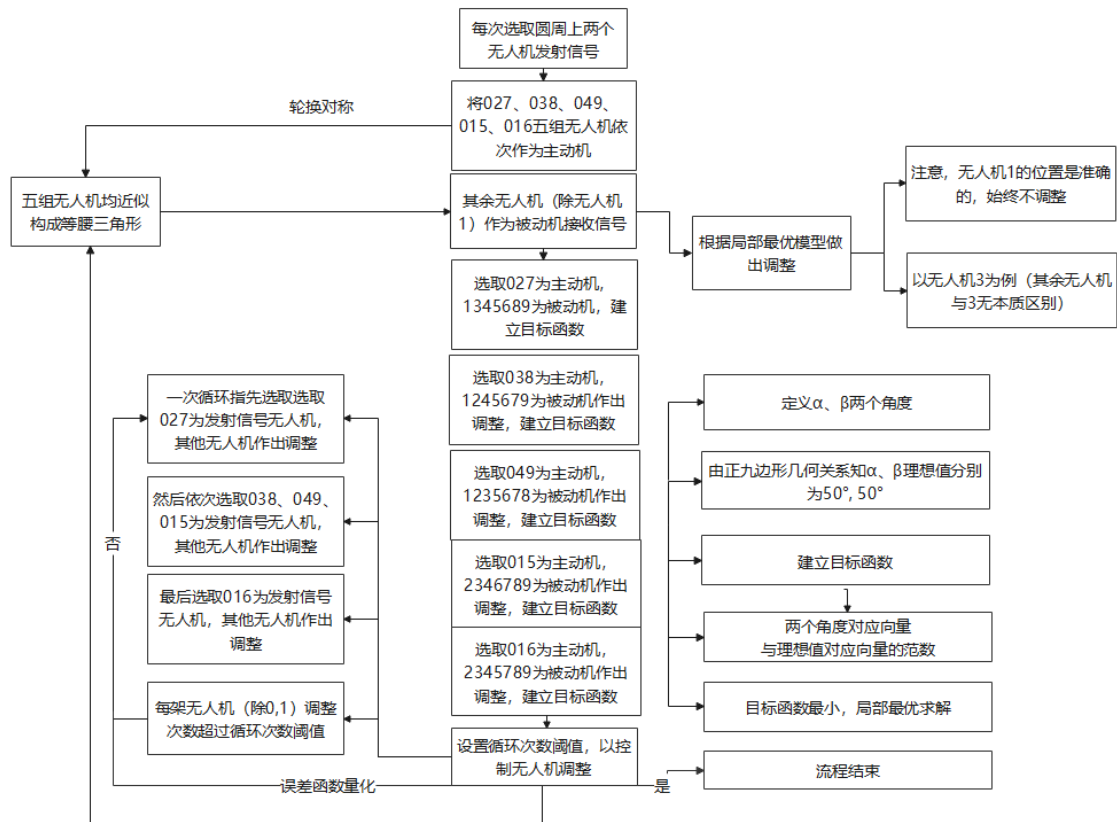 每次选取圆周上两个
无人机发射信号
轮换对称
将027、038、049、
015、016五组无人机依
次作为主动机
五组无人机均近似
构成等腰三角形
其余无人机（除无人机
1）作为被动机接收信号
根据局部最优模型做
出调整
注意，无人机1的位置是准确
的，始终不调整
以无人机3为例（其余无人机
与3无本质区别）
选取027为主动机，
1345689为被动机，建
立目标函数
选取038为主动机，
1245679为被动机作出
调整，建立目标函数
选取049为主动机，
1235678为被动机作出
调整，建立目标函数
选取015为主动机，
2346789为被动机作出
调整，建立目标函数
选取016为主动机，
2345789为被动机作出
调整，建立目标函数
设置循环次数阈值，以控
制无人机调整
一次循环指先选取选取
027为发射信号无人机，
其他无人机作出调整
然后依次选取038、049、
015为发射信号无人机，
其他无人机作出调整
最后选取016为发射信号
无人机，其他无人机作出
调整
每架无人机（除0,1）调整
次数超过循环次数阈值
否
误差函数量化
是
定义α、β两个角度
由正九边形几何关系知α、β理想值分别
为50°, 50°
建立目标函数
两个角度对应向量
与理想值对应向量的范数
目标函数最小，局部最优求解
流程结束